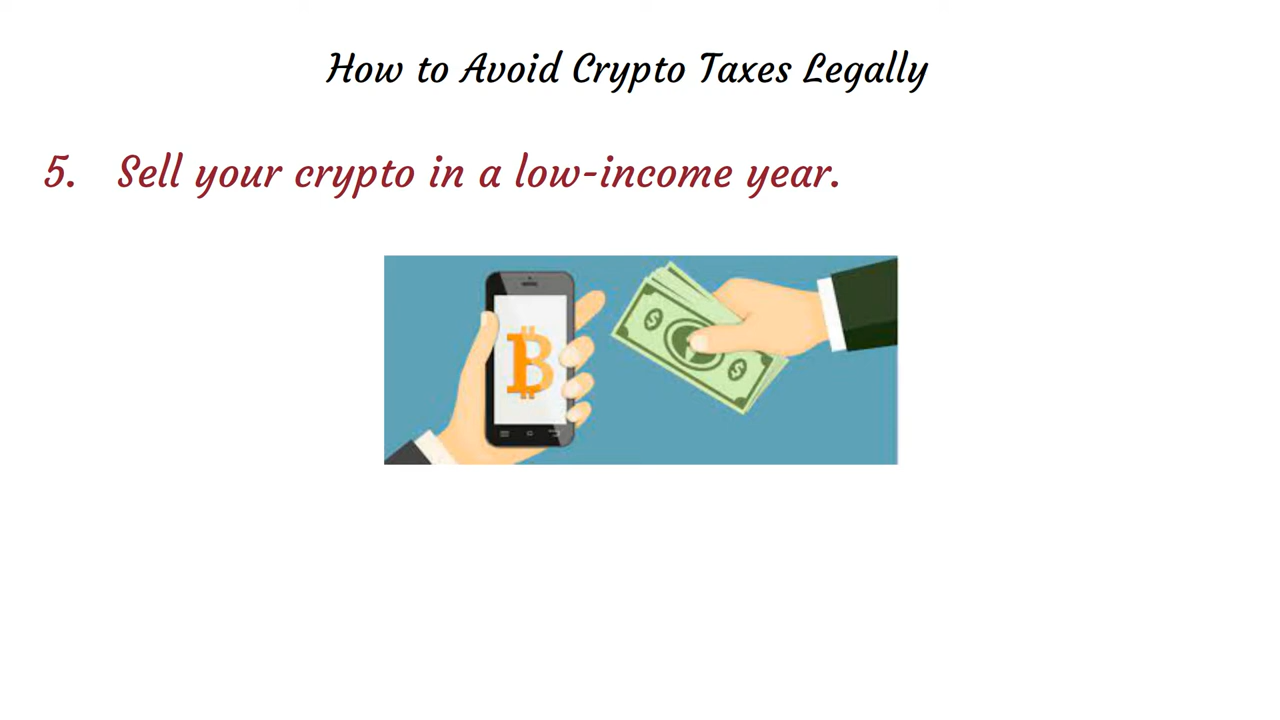 How to Avoid Crypto Taxes Legally
5. Sell your crypto in a low-income year.